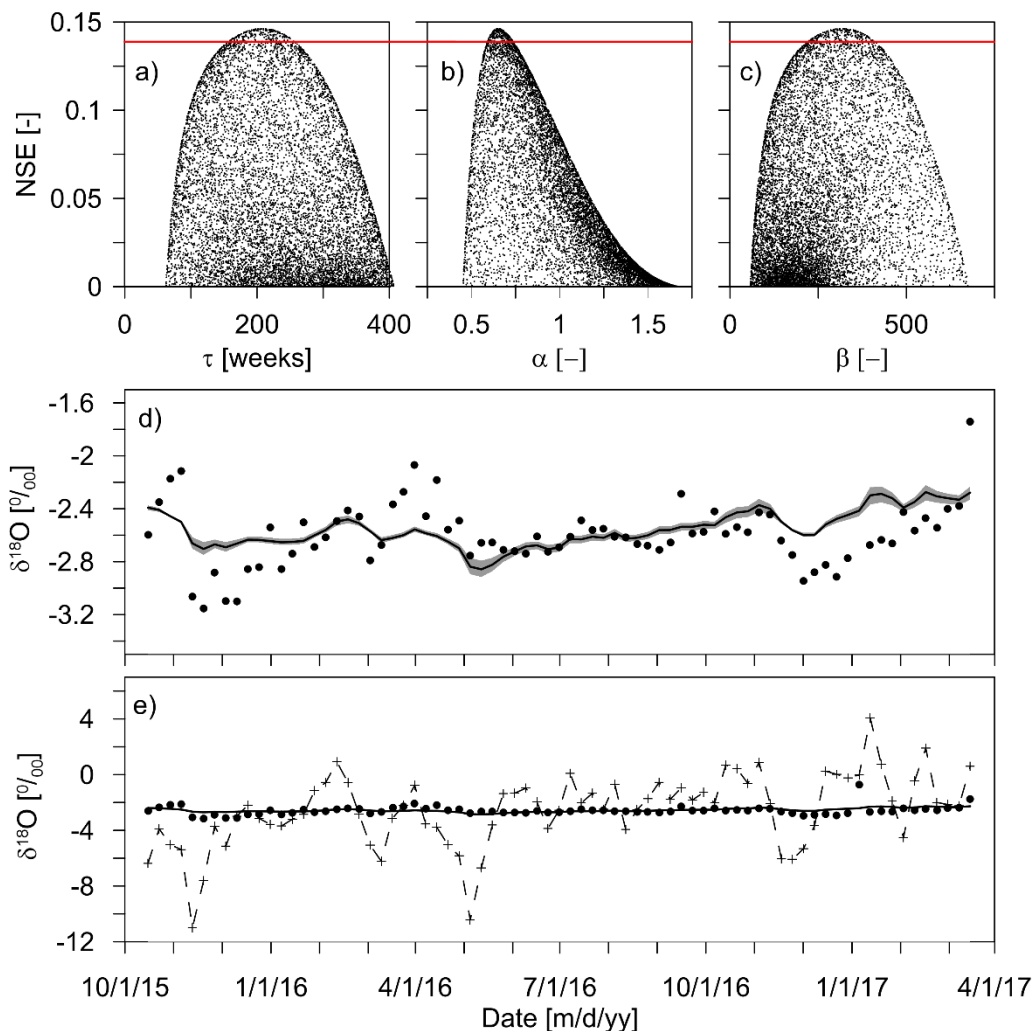 0.15
a) b) c)
0.1
NSE [-]
0.05
0
0 200 400 0.5 1 1.5 0 500
τ [weeks] α [–] β [–]
-1.6
d)
-2
-2.4
δ¹⁸O [⁰/₀₀]
-2.8
-3.2
e)
4
0
δ¹⁸O [⁰/₀₀]
-4
-8
-12
10/1/15 1/1/16 4/1/16 7/1/16 10/1/16 1/1/17 4/1/17
Date [m/d/yy]